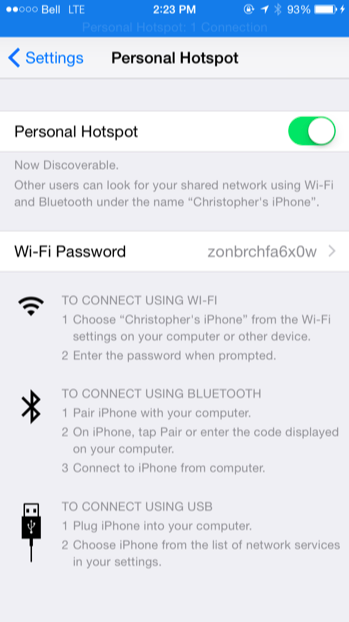 Bell LTE 2:23 PM 93%
Personal Hotspot: 1 Connection
Settings Personal Hotspot
Personal Hotspot
Now Discoverable.
Other users can look for your shared network using Wi-Fi
and Bluetooth under the name “Christopher's iPhone”.
Wi-Fi Password zonbrchfa6x0w
TO CONNECT USING WI-FI
1 Choose “Christopher's iPhone” from the Wi-Fi
settings on your computer or other device.
2 Enter the password when prompted.
TO CONNECT USING BLUETOOTH
1 Pair iPhone with your computer.
2 On iPhone, tap Pair or enter the code displayed
on your computer.
3 Connect to iPhone from computer.
TO CONNECT USING USB
1 Plug iPhone into your computer.
2 Choose iPhone from the list of network services
in your settings.